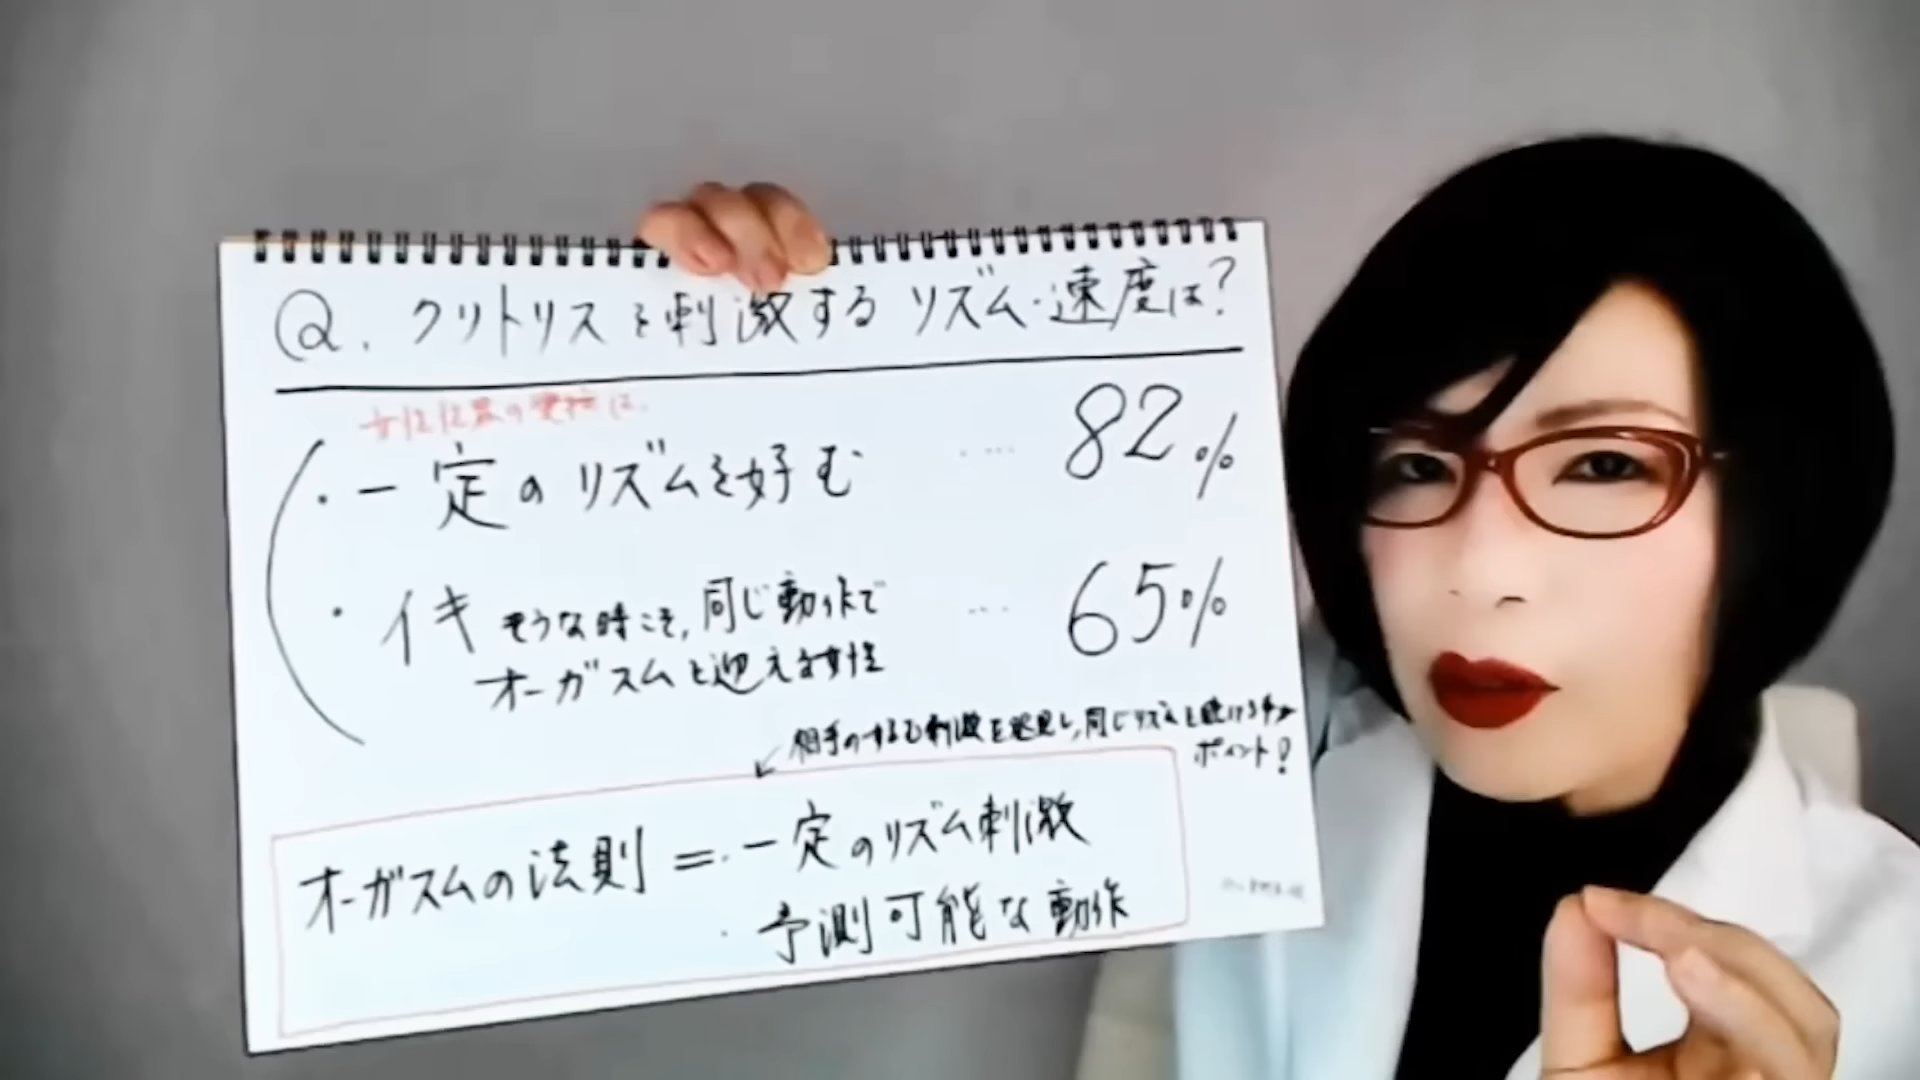 Q. クリトリスを刺激するリズム・速度は?
・一定のリズムを好む ‥‥ 82%
・イキそうな時こそ、同じ動作で ‥‥ 65%
オーガズムを迎える女性
相手の好む刺激を発見し、同じリズムを続ける事が
ポイント!
オーガズムの法則=・一定のリズム刺激
・予測可能な動作